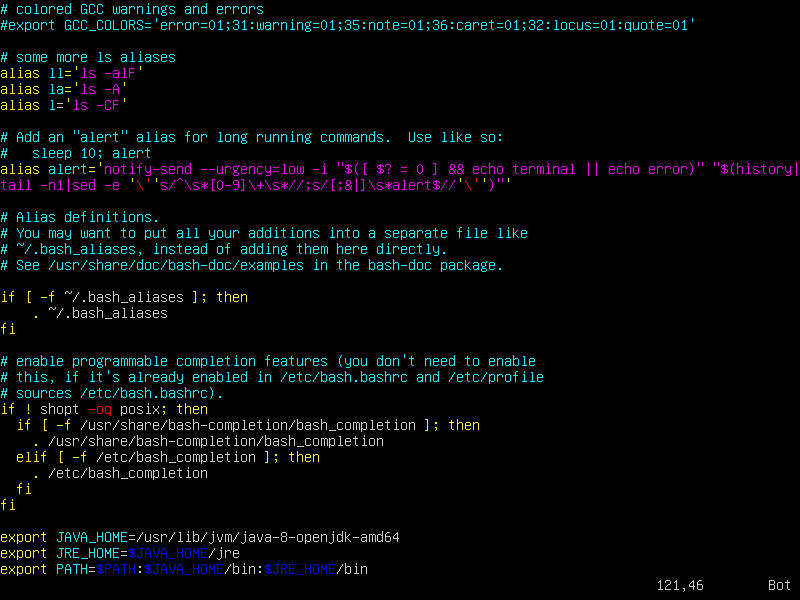 # colored GCC warnings and errors
#export GCC_COLORS='error=01;31:warning=01;35:note=01;36:caret=01;32:locus=01:quote=01'
# some more ls aliases
alias ll='ls -alF'
alias la='ls -A'
alias l='ls -CF'
# Add an "alert" alias for long running commands.  Use like so:
#   sleep 10; alert
alias alert='notify-send --urgency=low -i "$([ $? = 0 ] && echo terminal || echo error)" "$(history|
tail -n1|sed -e '\''s/^\s*[0-9]\+\s*//;s/[;&|]\s*alert$//'\'')"'
# Alias definitions.
# You may want to put all your additions into a separate file like
# ~/.bash_aliases, instead of adding them here directly.
# See /usr/share/doc/bash-doc/examples in the bash-doc package.
if [ -f ~/.bash_aliases ]; then
    . ~/.bash_aliases
fi
# enable programmable completion features (you don't need to enable
# this, if it's already enabled in /etc/bash.bashrc and /etc/profile
# sources /etc/bash.bashrc).
if ! shopt -oq posix; then
  if [ -f /usr/share/bash-completion/bash_completion ]; then
    . /usr/share/bash-completion/bash_completion
  elif [ -f /etc/bash_completion ]; then
    . /etc/bash_completion
  fi
fi
export JAVA_HOME=/usr/lib/jvm/java-8-openjdk-amd64
export JRE_HOME=$JAVA_HOME/jre
export PATH=$PATH:$JAVA_HOME/bin:$JRE_HOME/bin
121,46        Bot